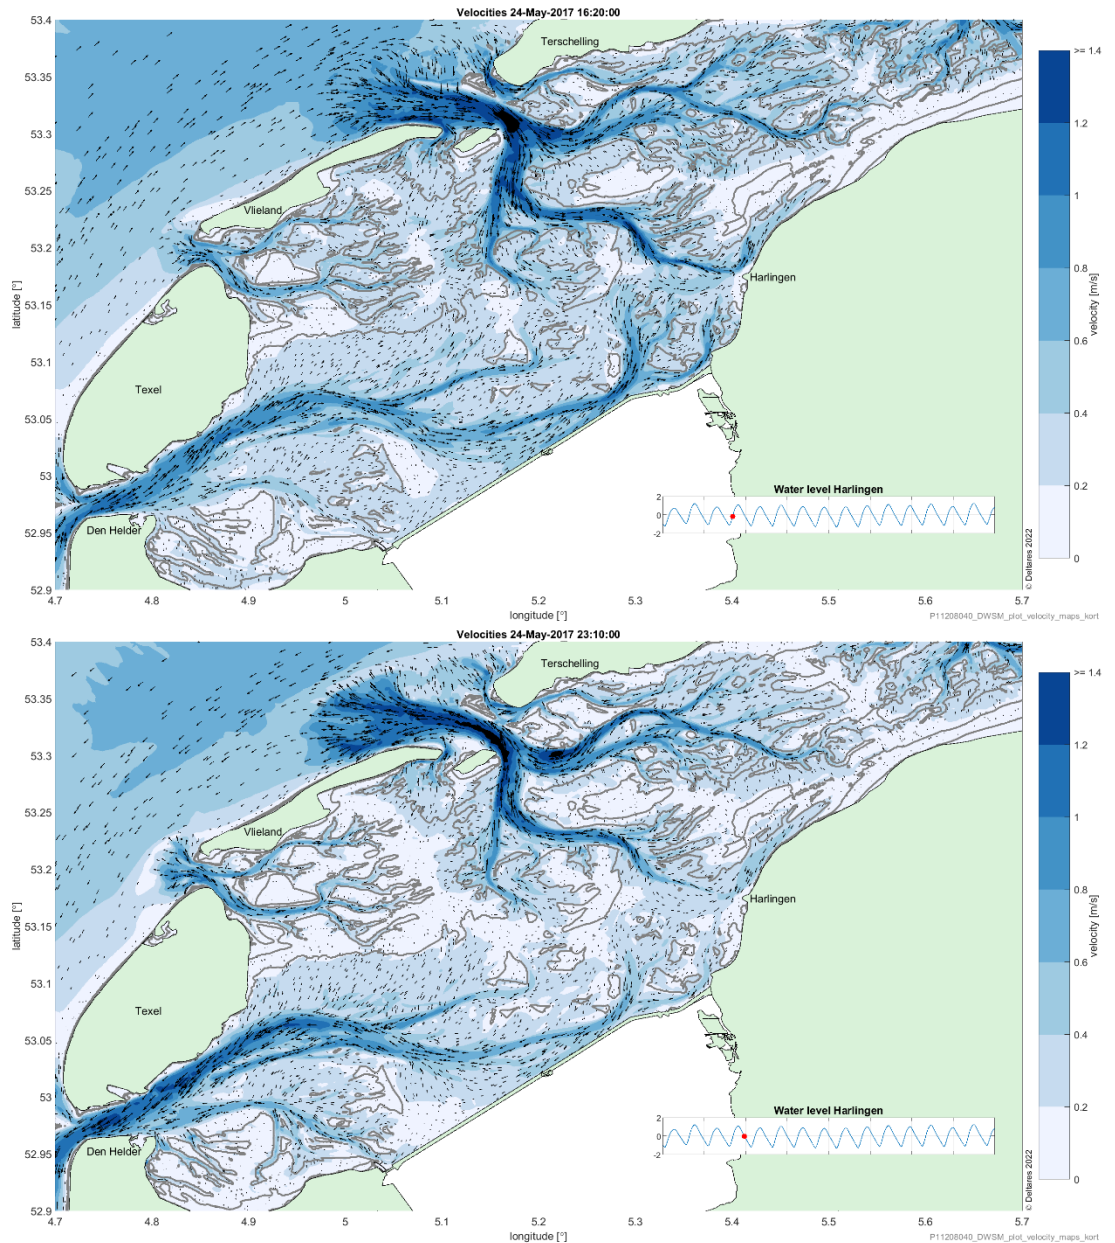 Velocities 24-May-2017 16:20:00
53.4
53.35
53.3
53.25
53.2
53.15
53.1
53.05
53
52.95
52.9
latitude [°]
Terschelling
Vlieland
Harlingen
Texel
Den Helder
Water level Harlingen
2
0
-2
4.7 4.8 4.9 5 5.1 5.2 5.3 5.4 5.5 5.6 5.7
longitude [°]
>= 1.4
1.2
1
0.8
0.6
0.4
0.2
0
velocity [m/s]
© Deltares 2022
P11208040_DWSM_plot_velocity_maps_kort
Velocities 24-May-2017 23:10:00
53.4
53.35
53.3
53.25
53.2
53.15
53.1
53.05
53
52.95
52.9
latitude [°]
Terschelling
Vlieland
Harlingen
Texel
Den Helder
Water level Harlingen
2
0
-2
4.7 4.8 4.9 5 5.1 5.2 5.3 5.4 5.5 5.6 5.7
longitude [°]
>= 1.4
1.2
1
0.8
0.6
0.4
0.2
0
velocity [m/s]
© Deltares 2022
P11208040_DWSM_plot_velocity_maps_kort